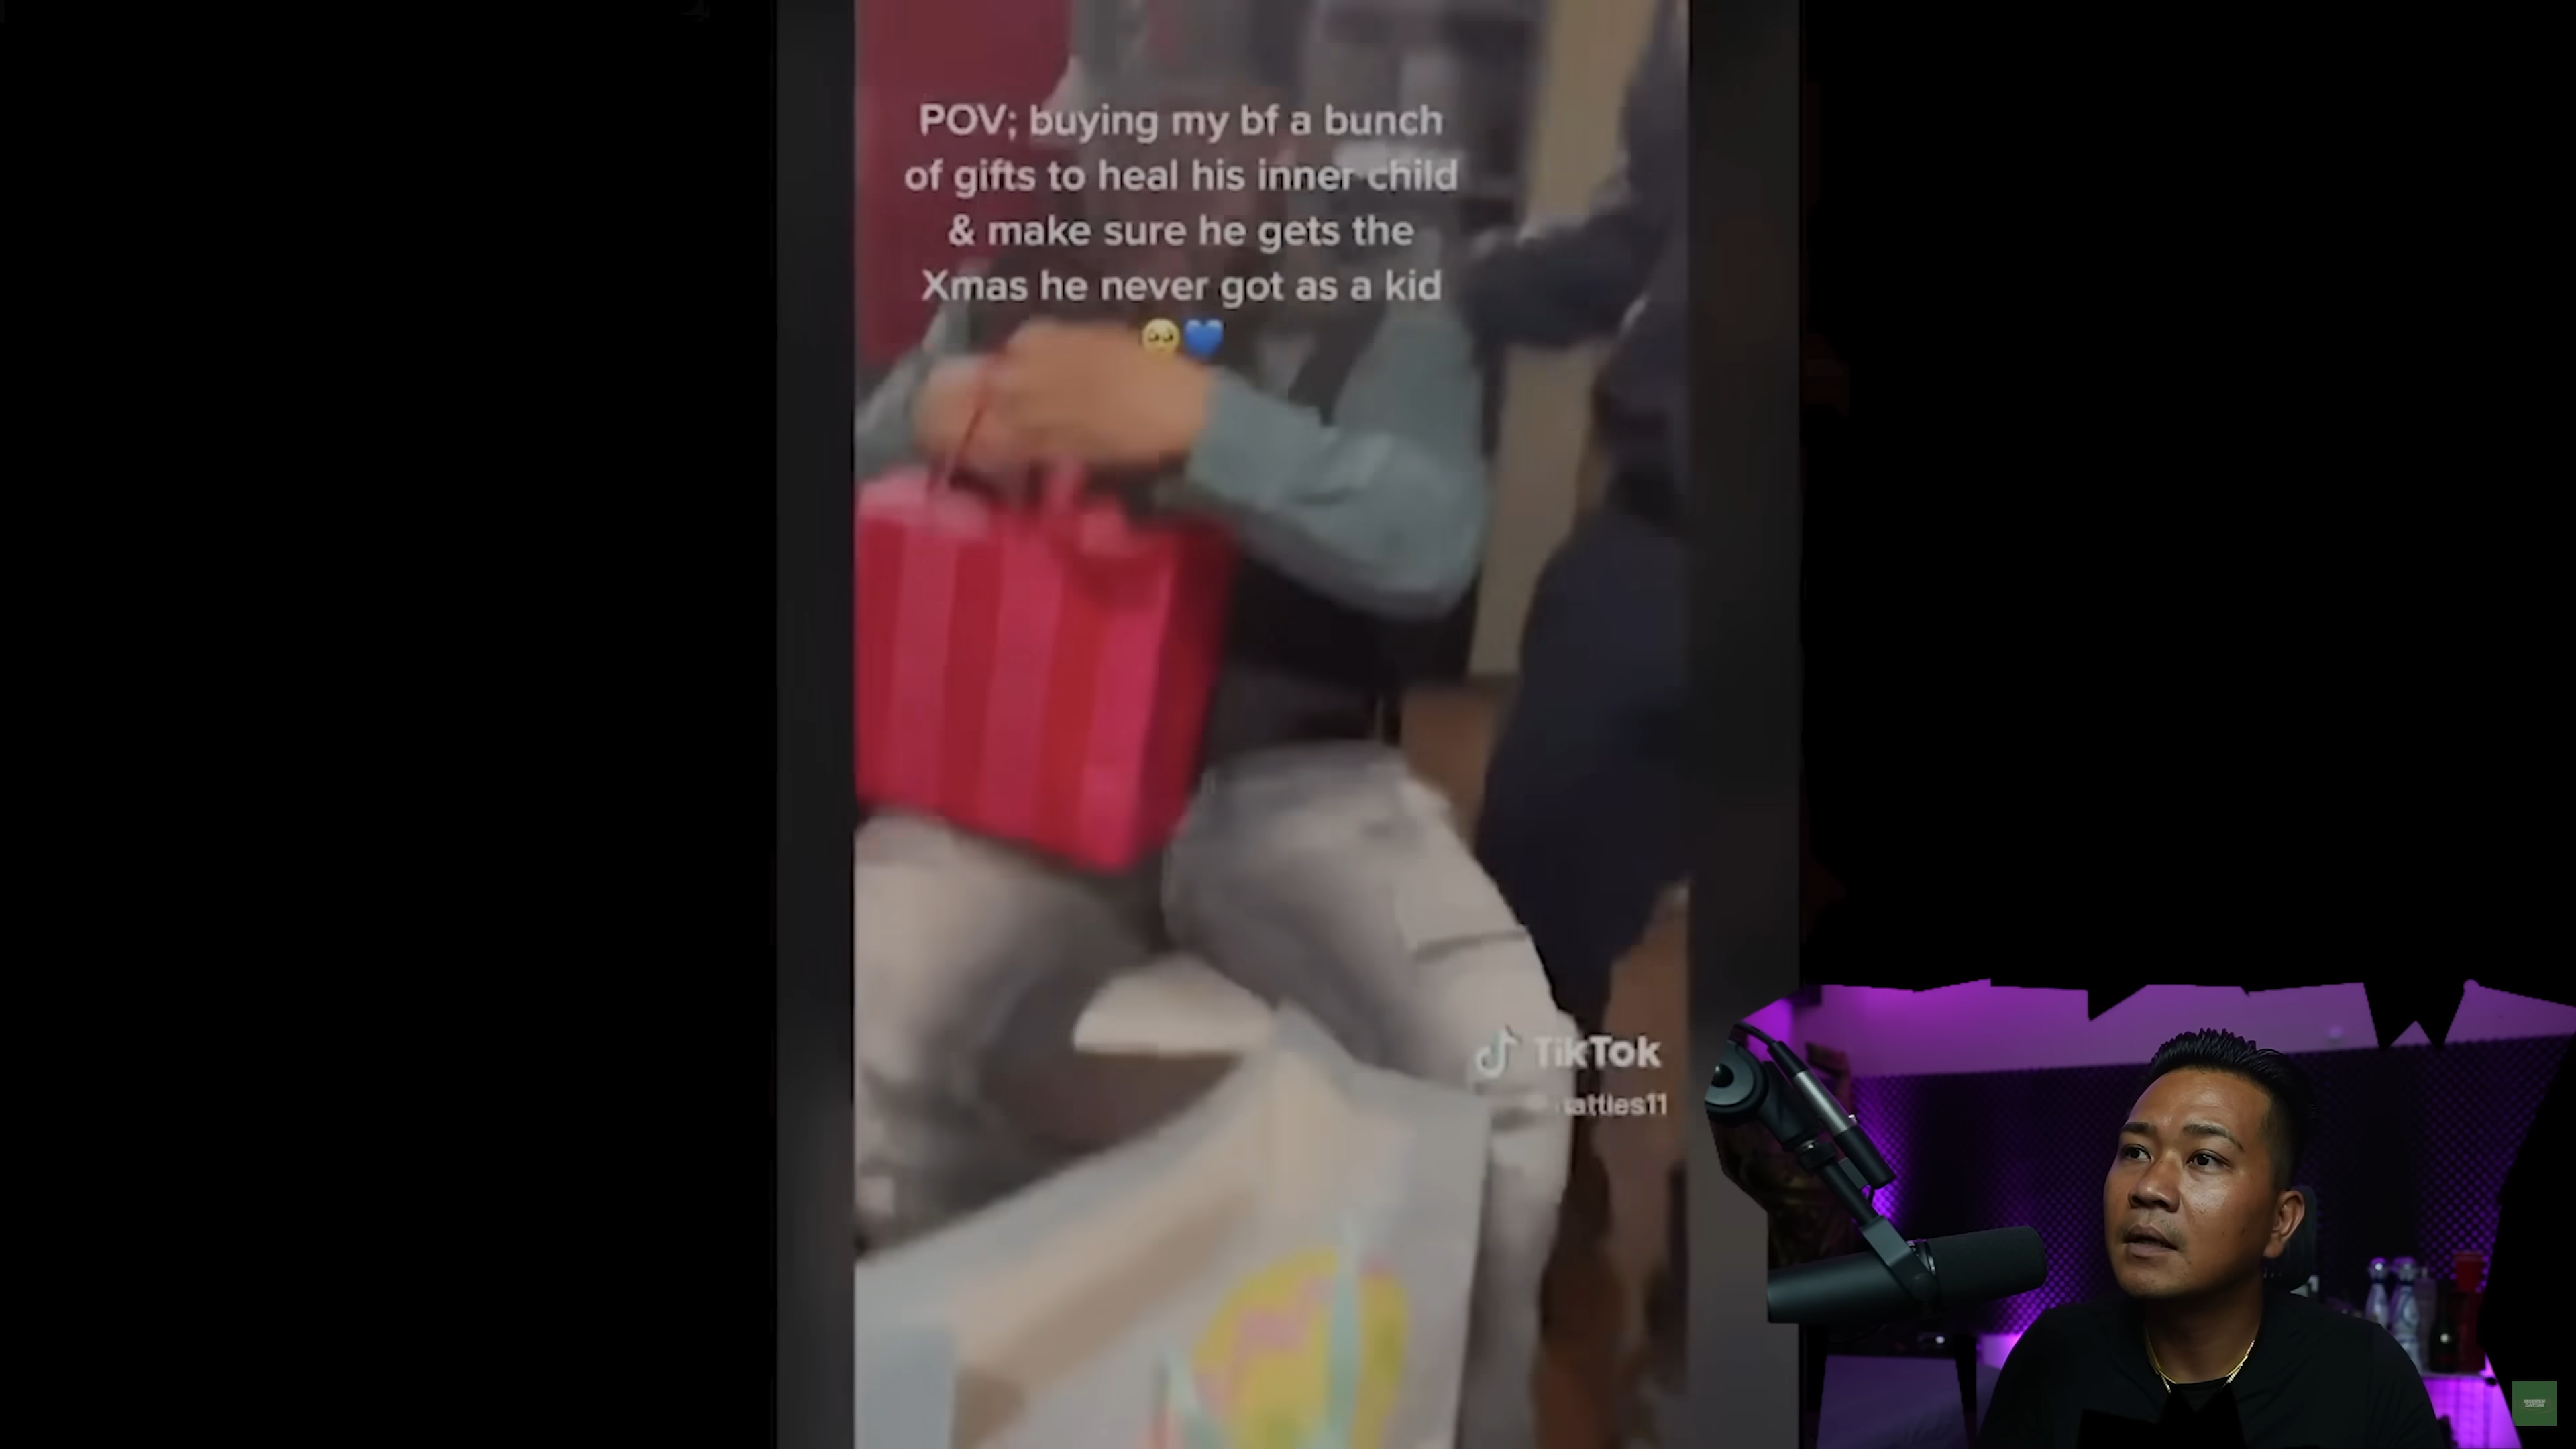 POV; buying my bf a bunch
of gifts to heal his inner child
& make sure he gets the
Xmas he never got as a kid
🥺💙
TikTok